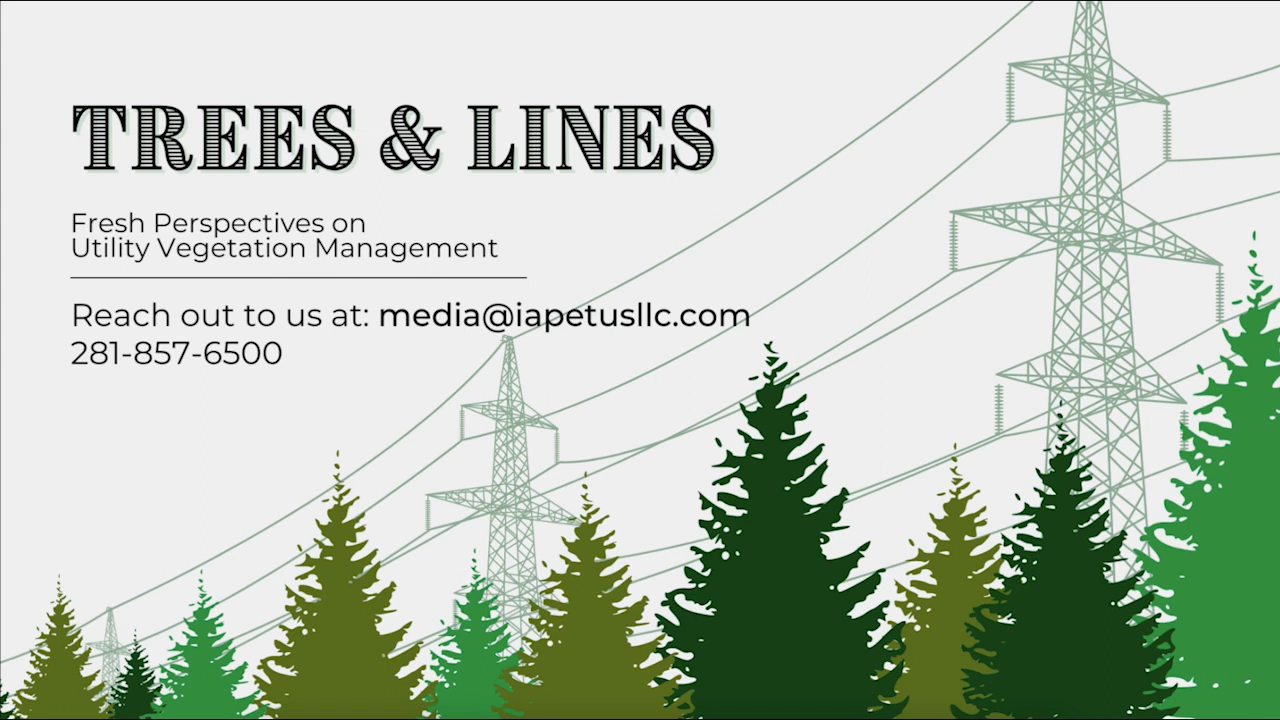 TREES & LINES
Fresh Perspectives on
Utility Vegetation Management
Reach out to us at: media@iapetusllc.com
281-857-6500